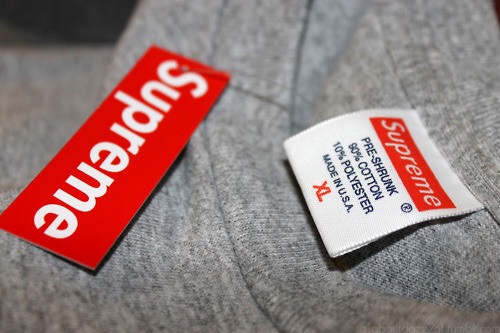 Supreme
Supreme
PRE-SHRUNK
90% COTTON
10% POLYESTER
MADE IN U.S.A.
®
XL